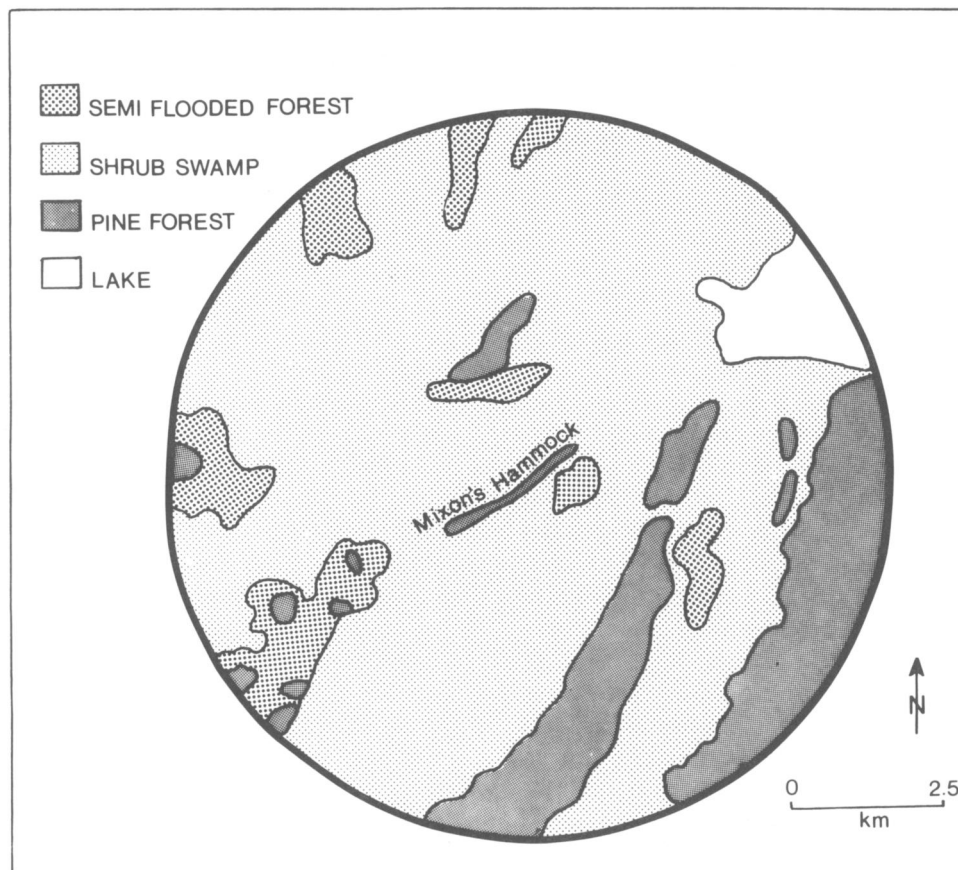 SEMI FLOODED FOREST
SHRUB SWAMP
PINE FOREST
LAKE
Mixon's Hammock
N
0 2.5
km